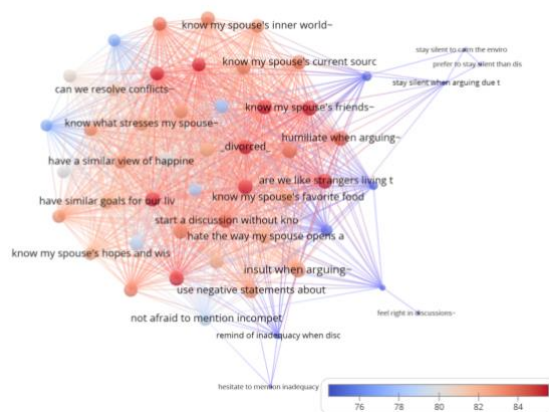 know my spouse's inner world~
stay silent to calm the enviro
know my spouse's current sourc
prefer to stay silent than dis
stay silent when arguing due t
can we resolve conflicts~
know my spouse's friends~
know what stresses my spouse~
humiliate when arguing~
_divorced_
have a similar view of happine
are we like strangers living t
know my spouse's favorite food
have similar goals for our liv
start a discussion without kno
hate the way my spouse opens a
know my spouse's hopes and wis
insult when arguing~
use negative statements about
feel right in discussions~
not afraid to mention incompet
remind of inadequacy when disc
hesitate to mention inadequacy
76 78 80 82 84